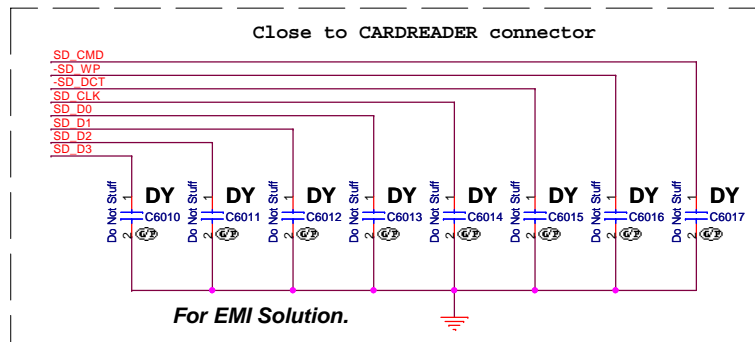 Close to CARDREADER connector
SD_CMD
-SD_WP
-SD_DCT
SD_CLK
SD_D0
SD_D1
SD_D2
SD_D3
Do Not Stuff Do Not Stuff Do Not Stuff Do Not Stuff Do Not Stuff Do Not Stuff Do Not Stuff Do Not Stuff
1 1 1 1 1 1 1 1
DY DY DY DY DY DY DY DY
C6010 C6011 C6012 C6013 C6014 C6015 C6016 C6017
2 2 2 2 2 2 2 2
G/P G/P G/P G/P G/P G/P G/P G/P
For EMI Solution.